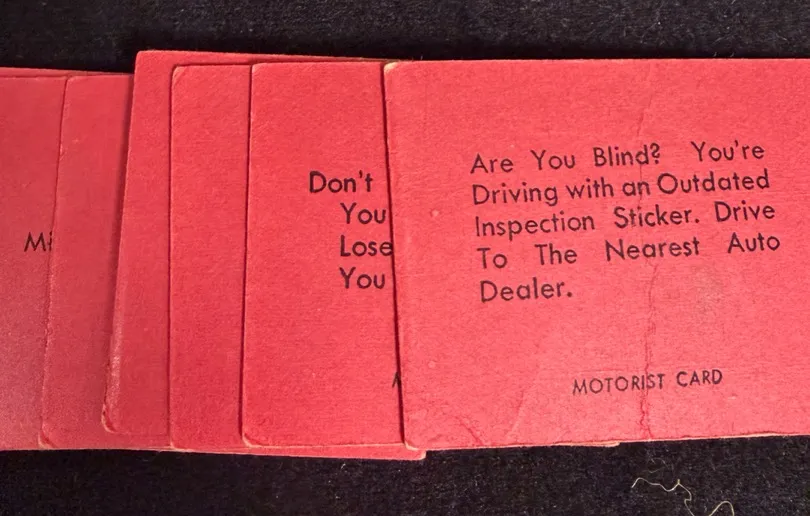 Mi
Don't
You
Lose
You
Are You Blind? You're
Driving with an Outdated
Inspection Sticker. Drive
To The Nearest Auto
Dealer.
MOTORIST CARD